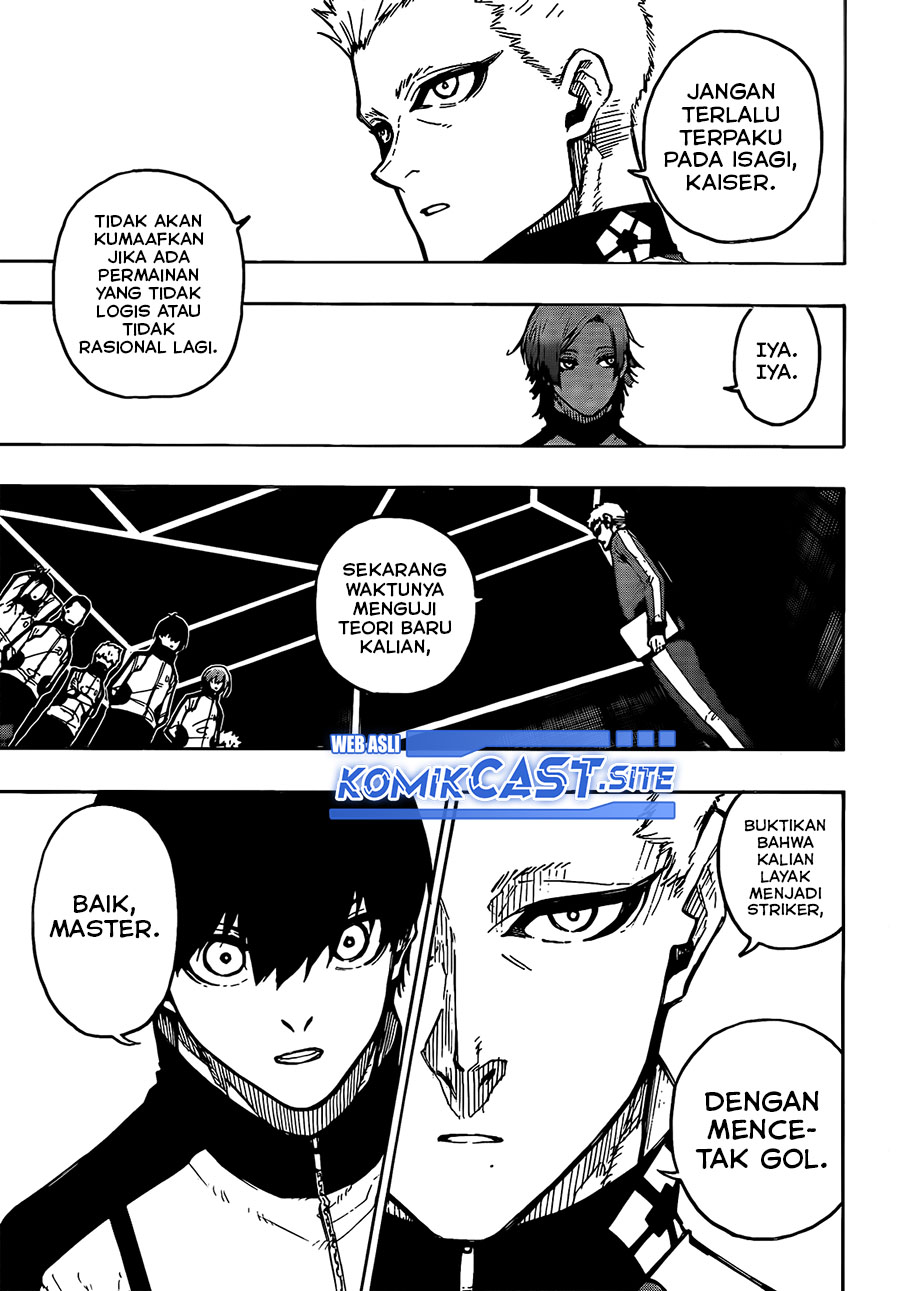 JANGAN
TERLALU
TERPAKU
PADA ISAGI,
KAISER.
TIDAK AKAN
KUMAAFKAN
JIKA ADA
PERMAINAN
YANG TIDAK
LOGIS ATAU
TIDAK
RASIONAL LAGI.
IYA.
IYA.
SEKARANG
WAKTUNYA
MENGUJI
TEORI BARU
KALIAN,
WEB ASLI
KOMIKCAST.SITE
BUKTIKAN
BAHWA
KALIAN
LAYAK
MENJADI
STRIKER,
DENGAN
MENCE-
TAK GOL.
BAIK,
MASTER.